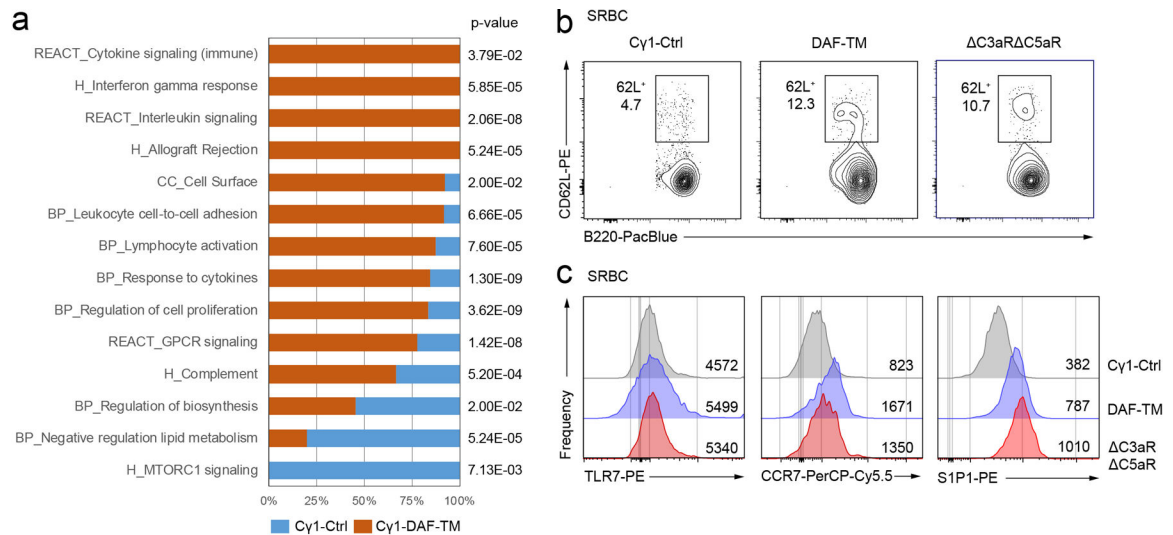 a
p-value
REACT_Cytokine signaling (immune) 3.79E-02
H_Interferon gamma response 5.85E-05
REACT_Interleukin signaling 2.06E-08
H_Allograft Rejection 5.24E-05
CC_Cell Surface 2.00E-02
BP_Leukocyte cell-to-cell adhesion 6.66E-05
BP_Lymphocyte activation 7.60E-05
BP_Response to cytokines 1.30E-09
BP_Regulation of cell proliferation 3.62E-09
REACT_GPCR signaling 1.42E-08
H_Complement 5.20E-04
BP_Regulation of biosynthesis 2.00E-02
BP_Negative regulation lipid metabolism 5.24E-05
H_MTORC1 signaling 7.13E-03
0% 25% 50% 75% 100%
Cγ1-Ctrl Cγ1-DAF-TM
b SRBC
Cγ1-Ctrl DAF-TM ΔC3aRΔC5aR
62L+ 62L+ 62L+
4.7 12.3 10.7
CD62L-PE
B220-PacBlue
c SRBC
4572 823 382 Cγ1-Ctrl
5499 1671 787 DAF-TM
5340 1350 1010 ΔC3aR
ΔC5aR
Frequency
TLR7-PE CCR7-PerCP-Cy5.5 S1P1-PE